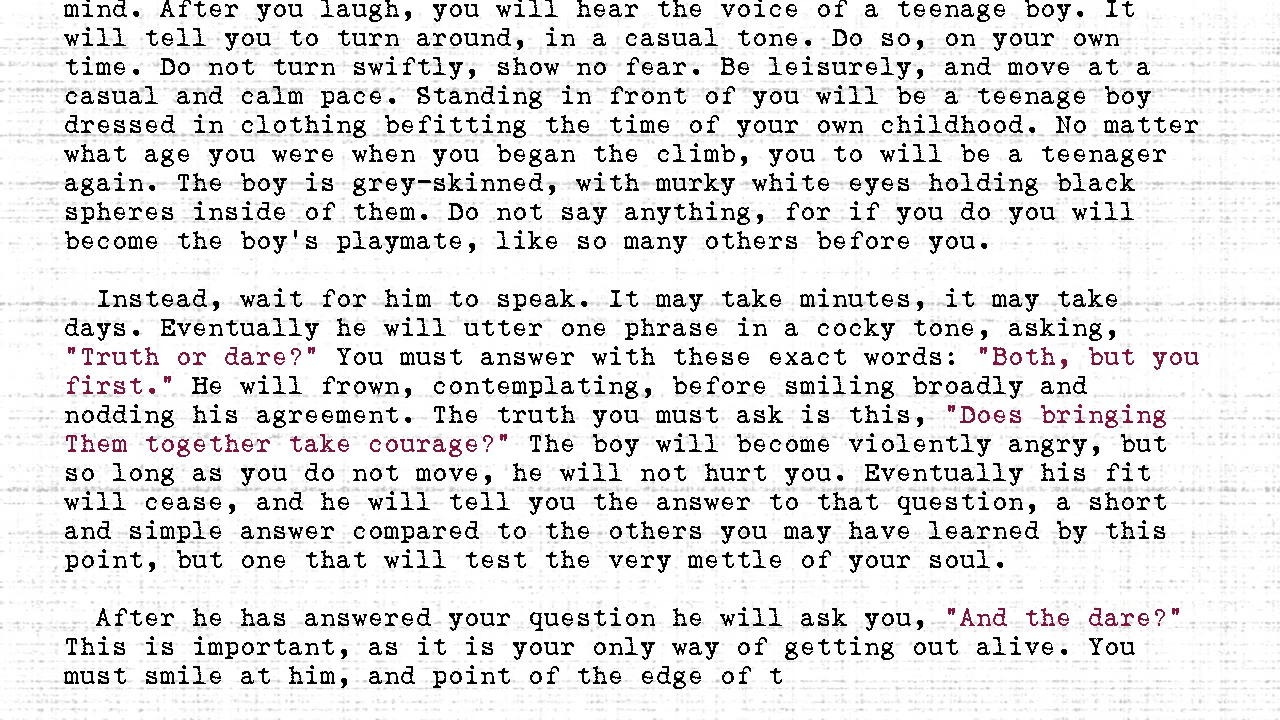 mind. After you laugh, you will hear the voice of a teenage boy. It
will tell you to turn around, in a casual tone. Do so, on your own
time. Do not turn swiftly, show no fear. Be leisurely, and move at a
casual and calm pace. Standing in front of you will be a teenage boy
dressed in clothing befitting the time of your own childhood. No matter
what age you were when you began the climb, you to will be a teenager
again. The boy is grey-skinned, with murky white eyes holding black
spheres inside of them. Do not say anything, for if you do you will
become the boy's playmate, like so many others before you.
Instead, wait for him to speak. It may take minutes, it may take
days. Eventually he will utter one phrase in a cocky tone, asking,
"Truth or dare?" You must answer with these exact words: "Both, but you
first." He will frown, contemplating, before smiling broadly and
nodding his agreement. The truth you must ask is this, "Does bringing
Them together take courage?" The boy will become violently angry, but
so long as you do not move, he will not hurt you. Eventually his fit
will cease, and he will tell you the answer to that question, a short
and simple answer compared to the others you may have learned by this
point, but one that will test the very mettle of your soul.
After he has answered your question he will ask you, "And the dare?"
This is important, as it is your only way of getting out alive. You
must smile at him, and point of the edge of t